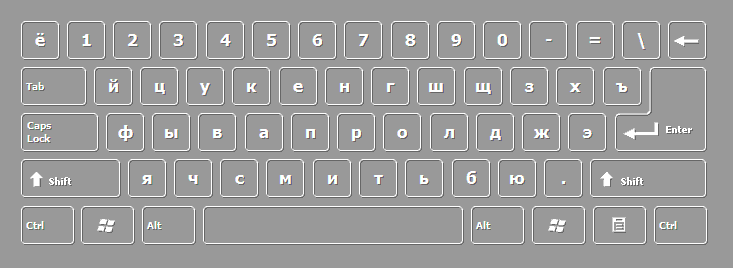 ё 1 2 3 4 5 6 7 8 9 0 - = \
Tab й ц у к е н г ш щ з х ъ
Caps Lock ф ы в а п р о л д ж э Enter
Shift я ч с м и т ь б ю . Shift
Ctrl Alt Alt Ctrl